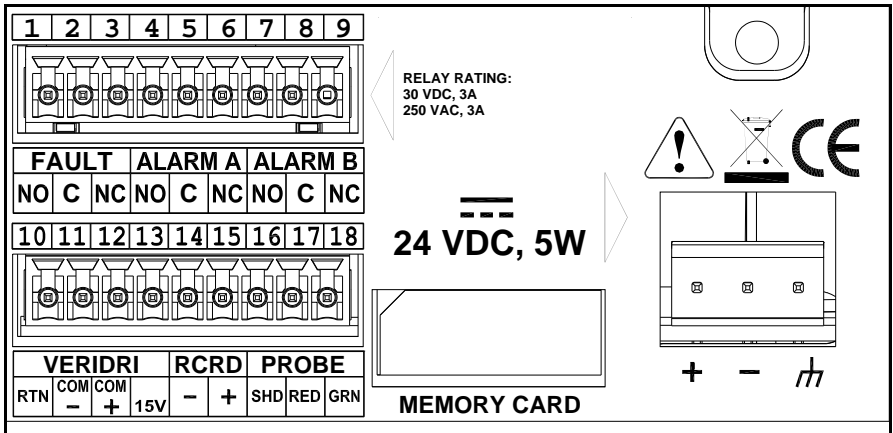 1 2 3 4 5 6 7 8 9
RELAY RATING:
30 VDC, 3A
250 VAC, 3A
FAULT ALARM A ALARM B
NO C NC NO C NC NO C NC
10 11 12 13 14 15 16 17 18
24 VDC, 5W
VERIDRI RCRD PROBE
RTN COM − COM + 15V − + SHD RED GRN
MEMORY CARD
+ −
! CE